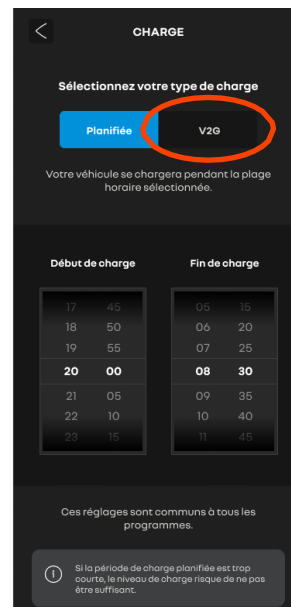 CHARGE
Sélectionnez votre type de charge
Planifiée V2G
Votre véhicule se chargera pendant la plage
horaire sélectionnée.
Début de charge Fin de charge
17 45 05 15
18 50 06 20
19 55 07 25
20 00 08 30
21 05 09 35
22 10 10 40
23 15 11 45
Ces réglages sont communs à tous les
programmes.
Si la période de charge planifiée est trop
courte, le niveau de charge risque de ne pas
être suffisant.